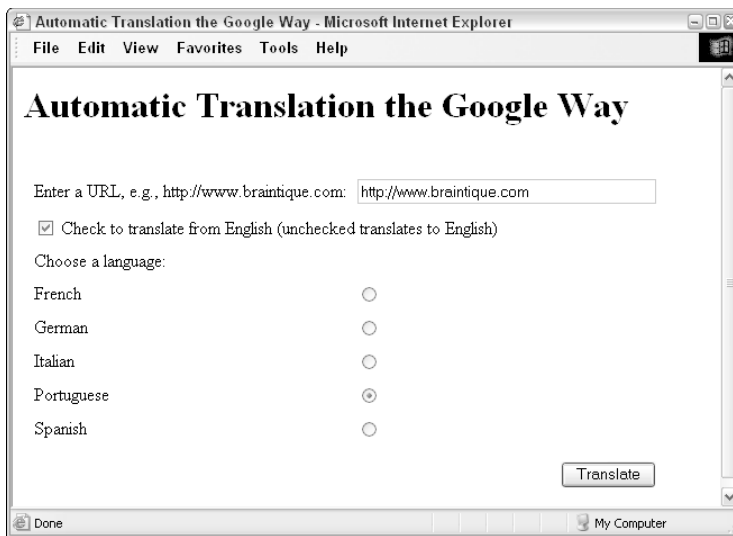 Automatic Translation the Google Way - Microsoft Internet Explorer
File Edit View Favorites Tools Help
Automatic Translation the Google Way
Enter a URL, e.g., http://www.braintique.com: http://www.braintique.com
Check to translate from English (unchecked translates to English)
Choose a language:
French
German
Italian
Portuguese
Spanish
Translate
Done My Computer